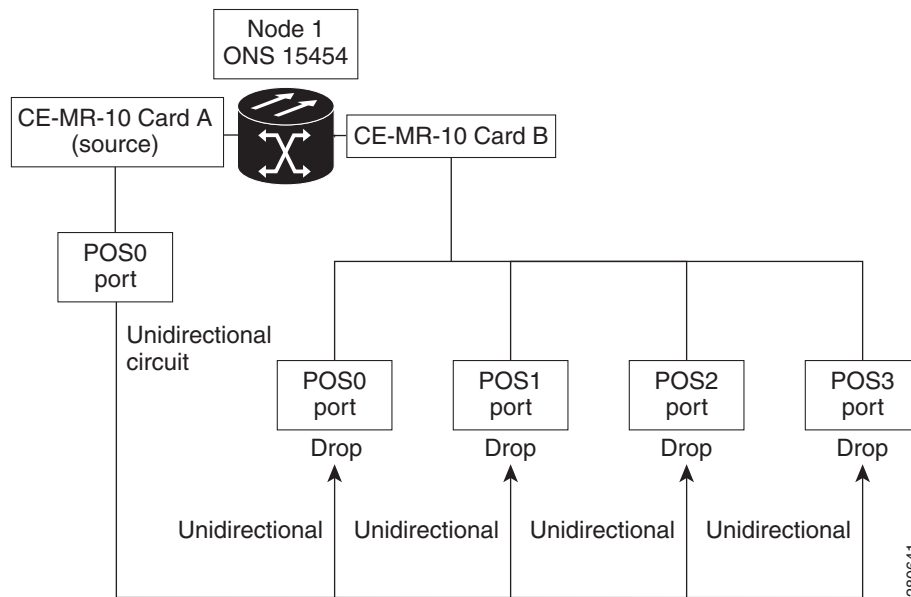 Node 1
ONS 15454
CE-MR-10 Card A
(source)
CE-MR-10 Card B
POS0
port
Unidirectional
circuit
POS0
port
POS1
port
POS2
port
POS3
port
Drop
Drop
Drop
Drop
Unidirectional
Unidirectional
Unidirectional
Unidirectional